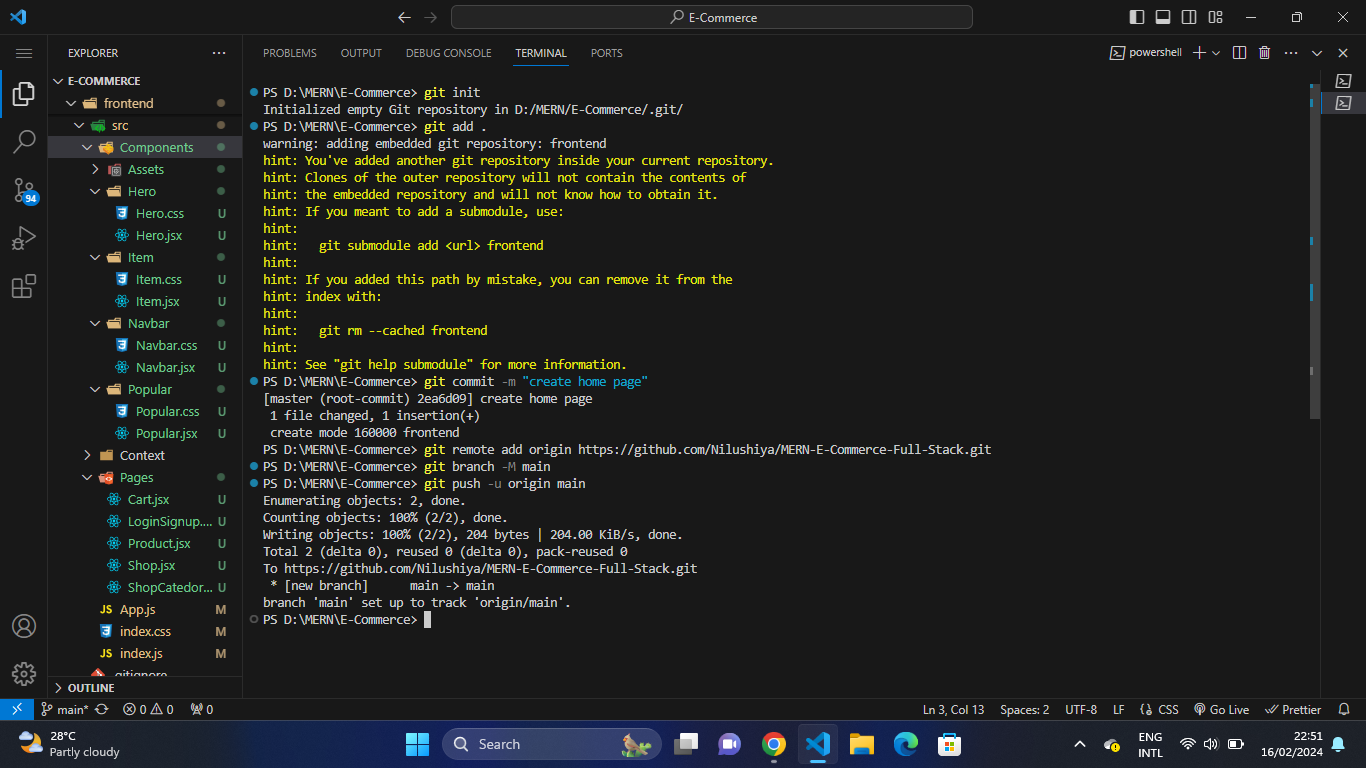 E-Commerce
EXPLORER
E-COMMERCE
frontend
src
Components
Assets
Hero
Hero.css U
Hero.jsx U
Item
Item.css U
Item.jsx U
Navbar
Navbar.css U
Navbar.jsx U
Popular
Popular.css U
Popular.jsx U
Context
Pages
Cart.jsx U
LoginSignup.... U
Product.jsx U
Shop.jsx U
ShopCatedor... U
JS App.js M
index.css M
JS index.js M
.gitignore
OUTLINE
94
PROBLEMS OUTPUT DEBUG CONSOLE TERMINAL PORTS
powershell
PS D:\MERN\E-Commerce> git init
Initialized empty Git repository in D:/MERN/E-Commerce/.git/
PS D:\MERN\E-Commerce> git add .
warning: adding embedded git repository: frontend
hint: You've added another git repository inside your current repository.
hint: Clones of the outer repository will not contain the contents of
hint: the embedded repository and will not know how to obtain it.
hint: If you meant to add a submodule, use:
hint:
hint:   git submodule add <url> frontend
hint:
hint: If you added this path by mistake, you can remove it from the
hint: index with:
hint:
hint:   git rm --cached frontend
hint:
hint: See "git help submodule" for more information.
PS D:\MERN\E-Commerce> git commit -m "create home page"
[master (root-commit) 2ea6d09] create home page
 1 file changed, 1 insertion(+)
 create mode 160000 frontend
PS D:\MERN\E-Commerce> git remote add origin https://github.com/Nilushiya/MERN-E-Commerce-Full-Stack.git
PS D:\MERN\E-Commerce> git branch -M main
PS D:\MERN\E-Commerce> git push -u origin main
Enumerating objects: 2, done.
Counting objects: 100% (2/2), done.
Writing objects: 100% (2/2), 204 bytes | 204.00 KiB/s, done.
Total 2 (delta 0), reused 0 (delta 0), pack-reused 0
To https://github.com/Nilushiya/MERN-E-Commerce-Full-Stack.git
 * [new branch]      main -> main
branch 'main' set up to track 'origin/main'.
PS D:\MERN\E-Commerce>
main* 0 0 0 Ln 3, Col 13 Spaces: 2 UTF-8 LF CSS Go Live Prettier
28°C
Partly cloudy
Search
ENG
INTL
22:51
16/02/2024